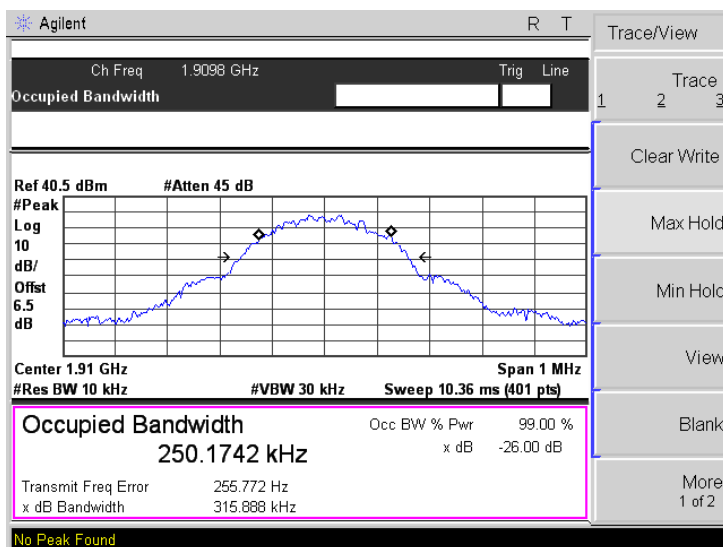 Agilent R T
Ch Freq 1.9098 GHz Trig Line
Occupied Bandwidth
Ref 40.5 dBm #Atten 45 dB
#Peak
Log
10
dB/
Offst
6.5
dB
Center 1.91 GHz Span 1 MHz
#Res BW 10 kHz #VBW 30 kHz Sweep 10.36 ms (401 pts)
Occupied Bandwidth Occ BW % Pwr 99.00 %
250.1742 kHz x dB -26.00 dB
Transmit Freq Error 255.772 Hz
x dB Bandwidth 315.888 kHz
No Peak Found
Trace/View
Trace
1 2 3
Clear Write
Max Hold
Min Hold
View
Blank
More
1 of 2